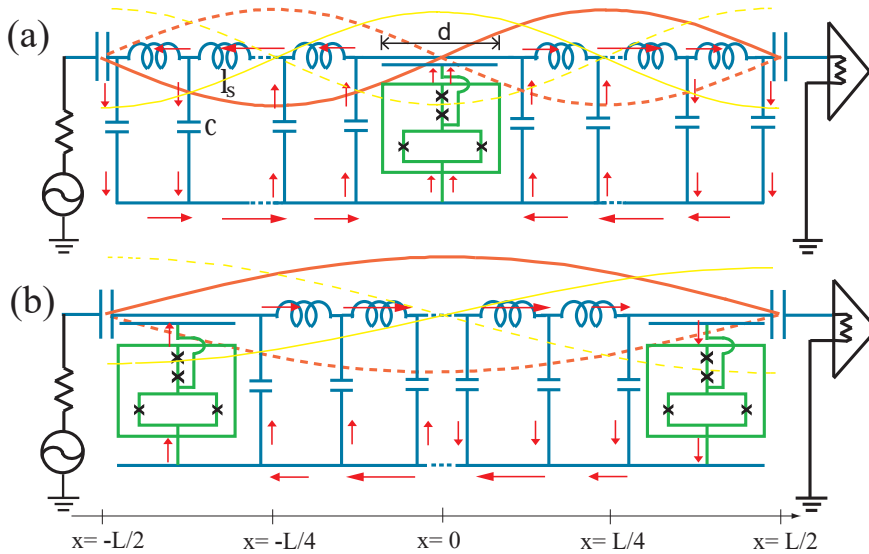 (a)
d
l_s
C
(b)
x= -L/2 x= -L/4 x= 0 x= L/4 x= L/2